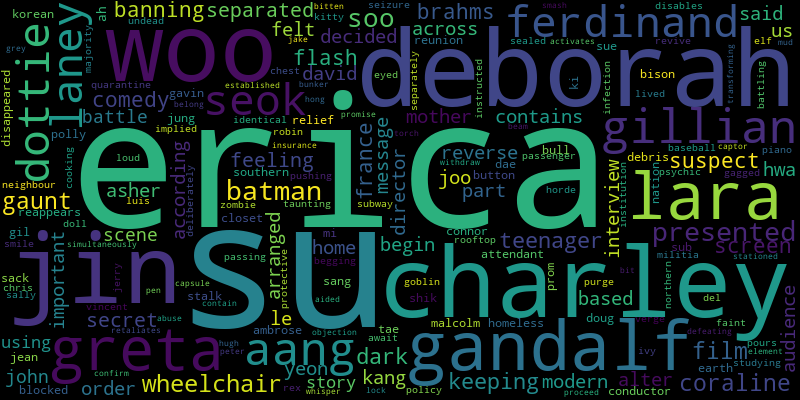 korean
ah
banning
separated
soo
brahms
ferdinand
said
disables
bitten
seizure
jake
smash
kitty
undead
grey
majority
laney
dottie
woo
felt
decided
across
reunion
sealed
activates
sue
revive
elf
mud
us
flash
david
deborah
quarantine
chest
eyed
separately
instructed
ki
bison
lived
infection
transforming
battling
disappeared
comedy
gavin
established
bunker
belong
hong
promise
seok
contains
battle
jung
identical
relief
mother
torch
beam
gillian
polly
implied
robin
insurance
message
france
reverse
dae
bull
baseball
captor
piano
cooking
loud
according
feeling
southern
pushing
button
passenger
debris
suspect
hwa
neighbour
asher
deliberately
luis
batman
joo
horde
natlin
psychic
gagged
gaunt
zombie
taunting
subway
withdraw
director
part
interview
institution
lara
erica
reappears
closet
connor
teenager
presented
gil
doll
scene
passing
arranged
mi
home
begin
rooftop
attendant
sub
militia
screen
smile
simultaneously
important
jerry
jin
su
protective
begging
charley
prom
northern
stationed
sack
chris
pen
capsule
stalk
sang
goblin
based
purge
bit
del
sally
vincent
secret
contain
le
aided
shik
homeless
doug
verge
faint
defeating
using
abuse
ambrose
objection
tae
malcolm
ivy
pours
audience
jean
greta
retaliates
hugh
aang
await
dark
gandalf
film
element
earth
studying
john
peter
yeon
kang
keeping
modern
alter
coraline
blocked
order
confirm
wheelchair
rex
whisper
story
lock
policy
conductor
proceed